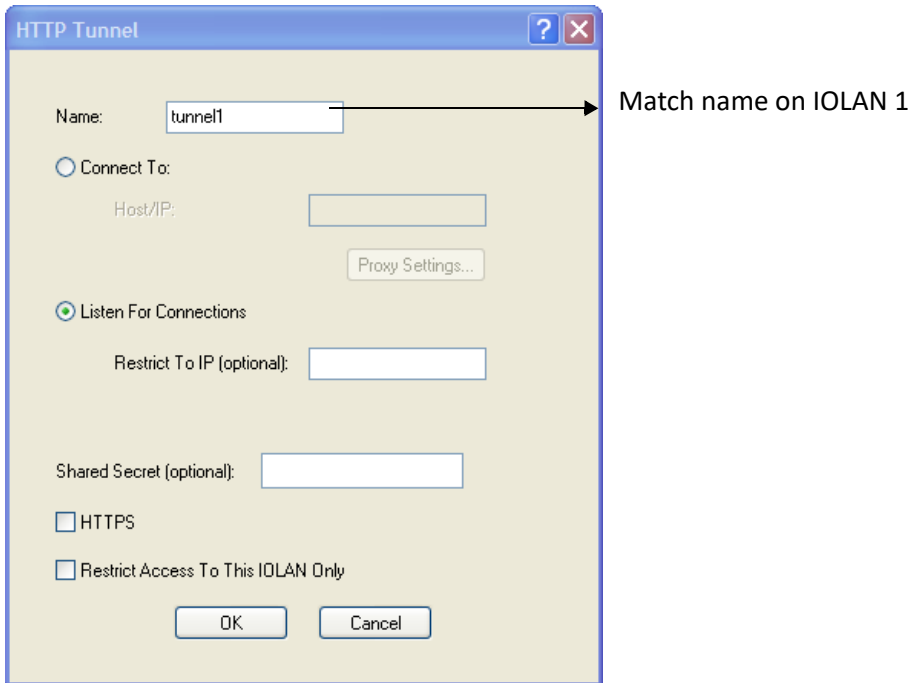 HTTP Tunnel
Name: tunnel1
Match name on IOLAN 1
Connect To:
Host/IP:
Proxy Settings...
Listen For Connections
Restrict To IP (optional):
Shared Secret (optional):
HTTPS
Restrict Access To This IOLAN Only
OK Cancel